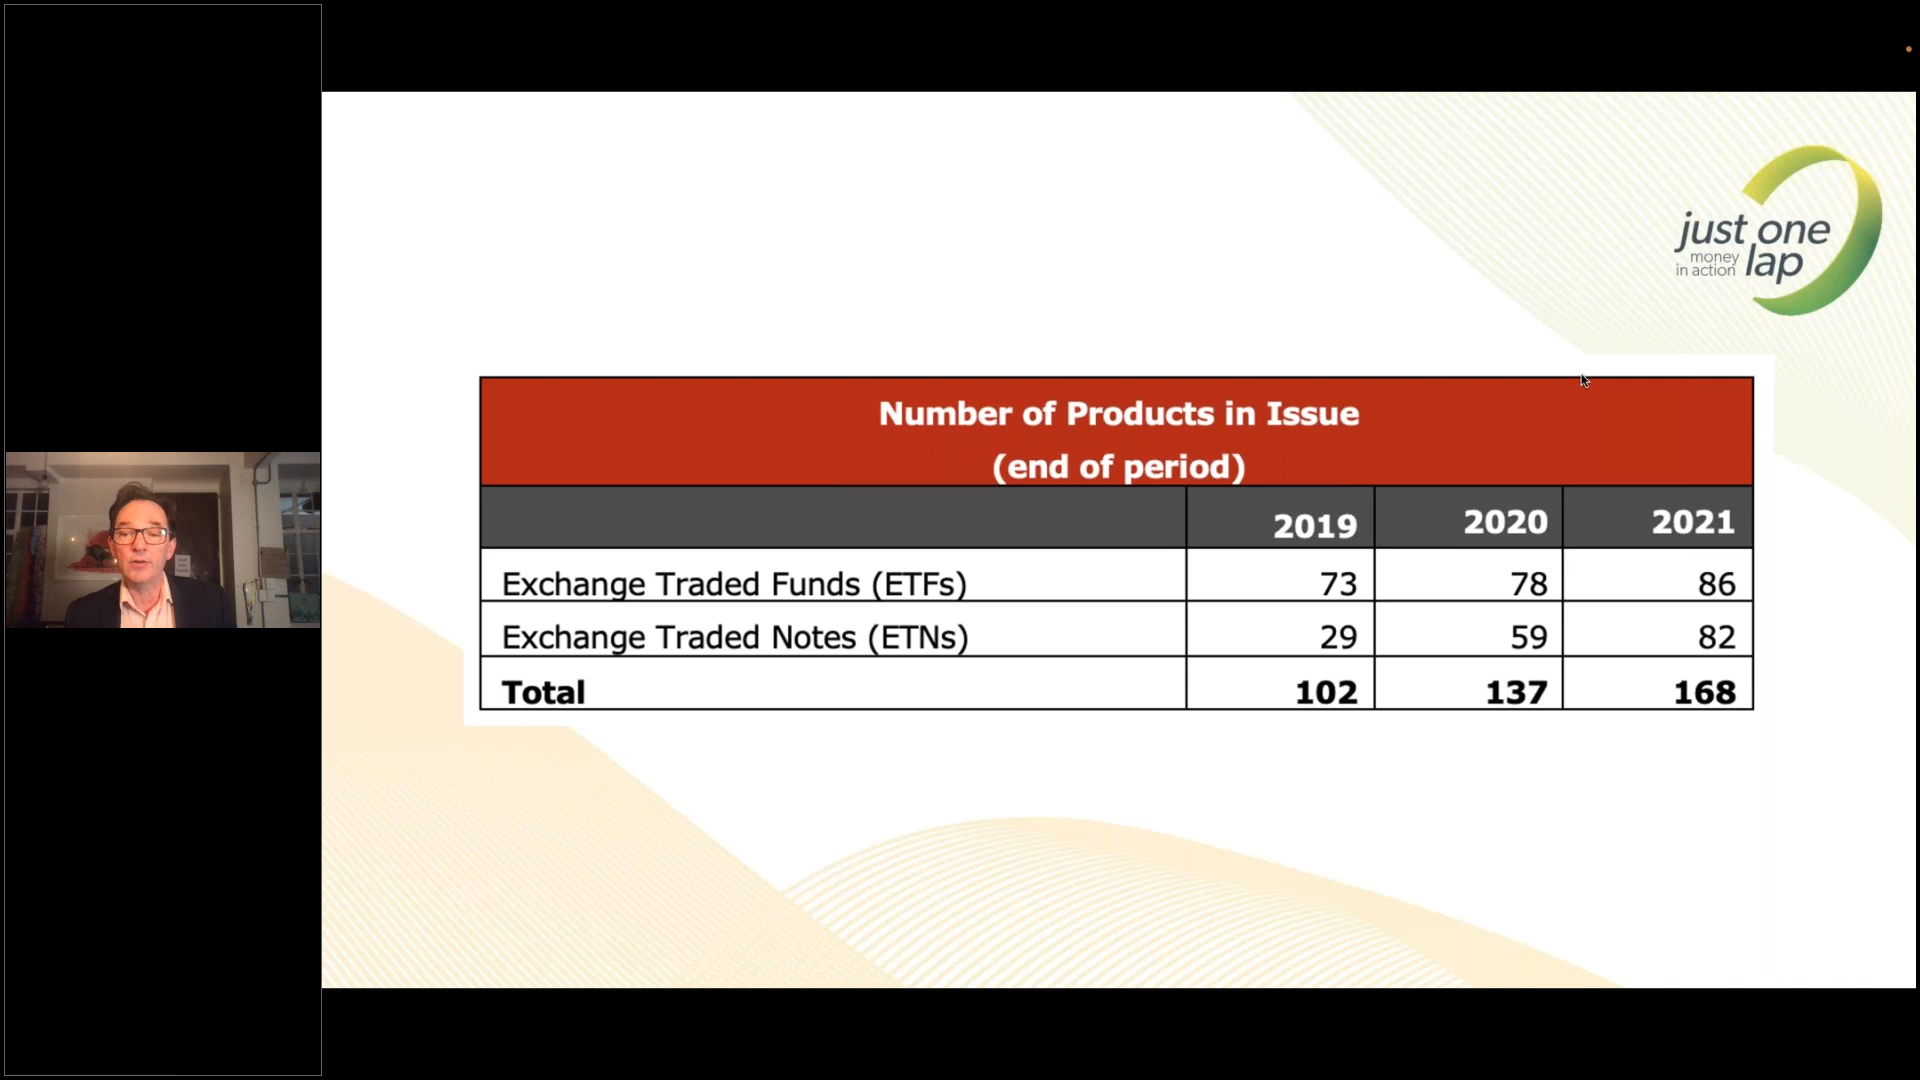 just one
money
in action lap
Number of Products in Issue
(end of period)
2019 2020 2021
Exchange Traded Funds (ETFs) 73 78 86
Exchange Traded Notes (ETNs) 29 59 82
Total 102 137 168